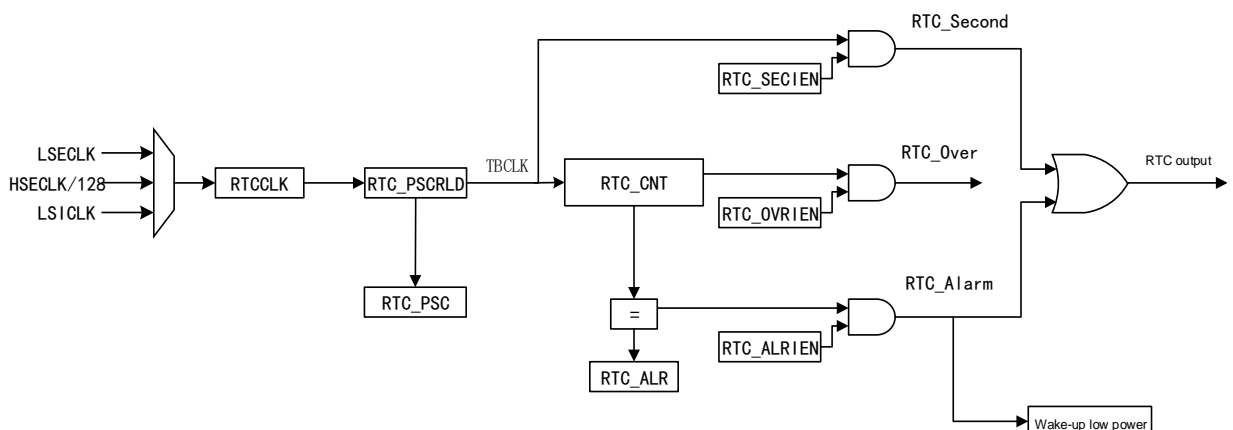 RTC_Second
RTC_SECIEN
LSECLK
HSECLK/128
LSICLK
RTCCLK
RTC_PSCRLD
TBCLK
RTC_CNT
RTC_Over
RTC_OVRIEN
RTC output
RTC_PSC
=
RTC_Alarm
RTC_ALRIEN
RTC_ALR
Wake-up low power